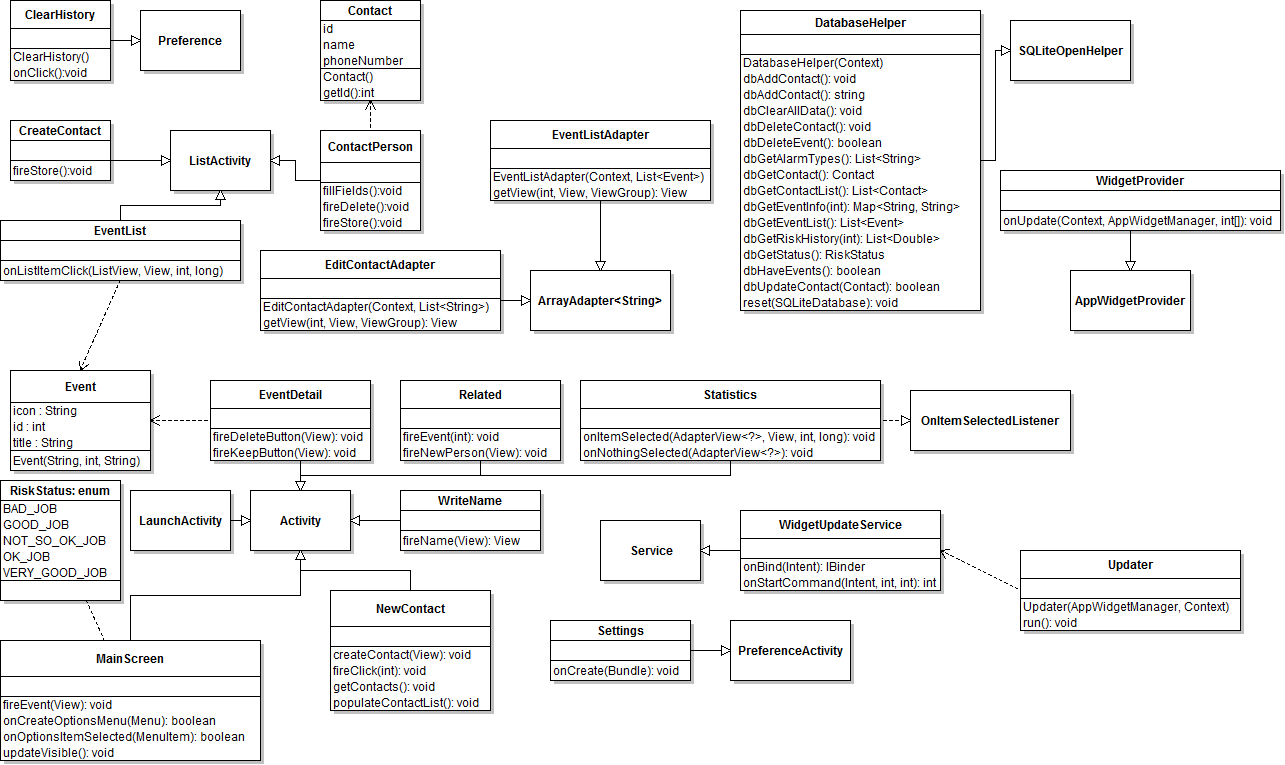 ClearHistory
ClearHistory()
onClick():void
Preference
Contact
id
name
phoneNumber
Contact()
getId():int
DatabaseHelper
DatabaseHelper(Context)
dbAddContact(): void
dbAddContact(): string
dbClearAllData(): void
dbDeleteContact(): void
dbDeleteEvent(): boolean
dbGetAlarmTypes(): List<String>
dbGetContact(): Contact
dbGetContactList(): List<Contact>
dbGetEventInfo(int): Map<String, String>
dbGetEventList(): List<Event>
dbGetRiskHistory(int): List<Double>
dbGetStatus(): RiskStatus
dbHaveEvents(): boolean
dbUpdateContact(Contact): boolean
reset(SQLiteDatabase): void
SQLiteOpenHelper
CreateContact
fireStore():void
ListActivity
ContactPerson
fillFields():void
fireDelete():void
fireStore():void
EventListAdapter
EventListAdapter(Context, List<Event>)
getView(int, View, ViewGroup): View
WidgetProvider
onUpdate(Context, AppWidgetManager, int[]): void
EventList
onListItemClick(ListView, View, int, long)
EditContactAdapter
EditContactAdapter(Context, List<String>)
getView(int, View, ViewGroup): View
ArrayAdapter<String>
AppWidgetProvider
Event
icon : String
id : int
title : String
Event(String, int, String)
EventDetail
fireDeleteButton(View): void
fireKeepButton(View): void
Related
fireEvent(int): void
fireNewPerson(View): void
Statistics
onItemSelected(AdapterView<?>, View, int, long): void
onNothingSelected(AdapterView<?>): void
OnItemSelectedListener
RiskStatus: enum
BAD_JOB
GOOD_JOB
NOT_SO_OK_JOB
OK_JOB
VERY_GOOD_JOB
LaunchActivity
Activity
WriteName
fireName(View): View
Service
WidgetUpdateService
onBind(Intent): IBinder
onStartCommand(Intent, int, int): int
Updater
Updater(AppWidgetManager, Context)
run(): void
NewContact
createContact(View): void
fireClick(int): void
getContacts(): void
populateContactList(): void
Settings
onCreate(Bundle): void
PreferenceActivity
MainScreen
fireEvent(View): void
onCreateOptionsMenu(Menu): boolean
onOptionsItemSelected(MenuItem): boolean
updateVisible(): void